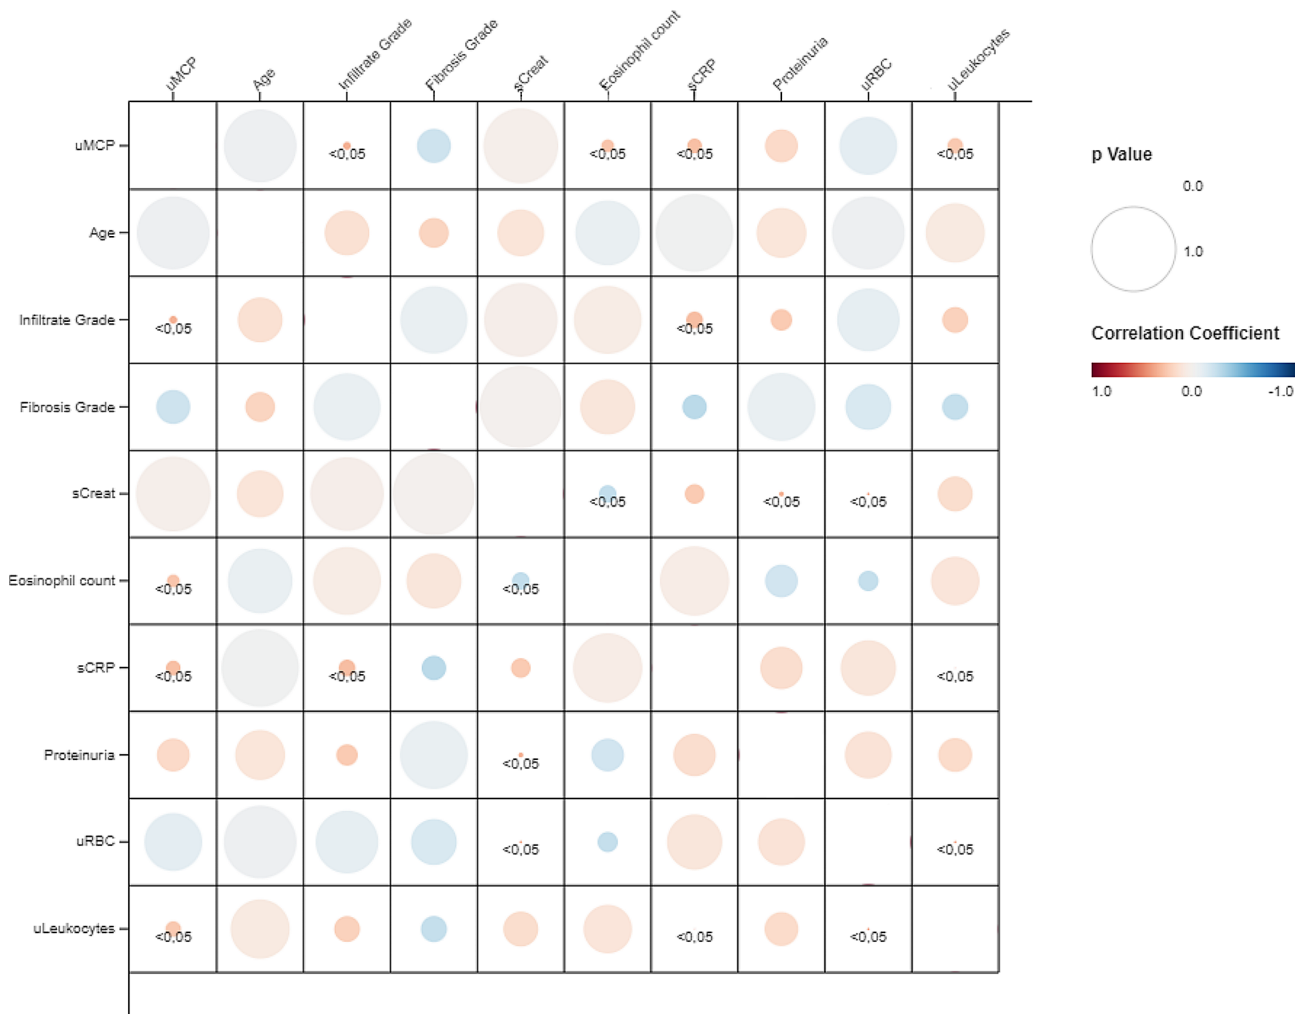 uMCP
Age
Infiltrate Grade
Fibrosis Grade
sCreat
Eosinophil count
sCRP
Proteinuria
uRBC
uLeukocytes
uMCP
<0,05
<0,05
<0,05
<0,05
Age
Infiltrate Grade
<0,05
<0,05
Fibrosis Grade
sCreat
<0,05
<0,05
<0,05
Eosinophil count
<0,05
<0,05
sCRP
<0,05
<0,05
<0,05
Proteinuria
<0,05
uRBC
<0,05
<0,05
uLeukocytes
<0,05
<0,05
<0,05
p Value
0.0
1.0
Correlation Coefficient
1.0 0.0 -1.0